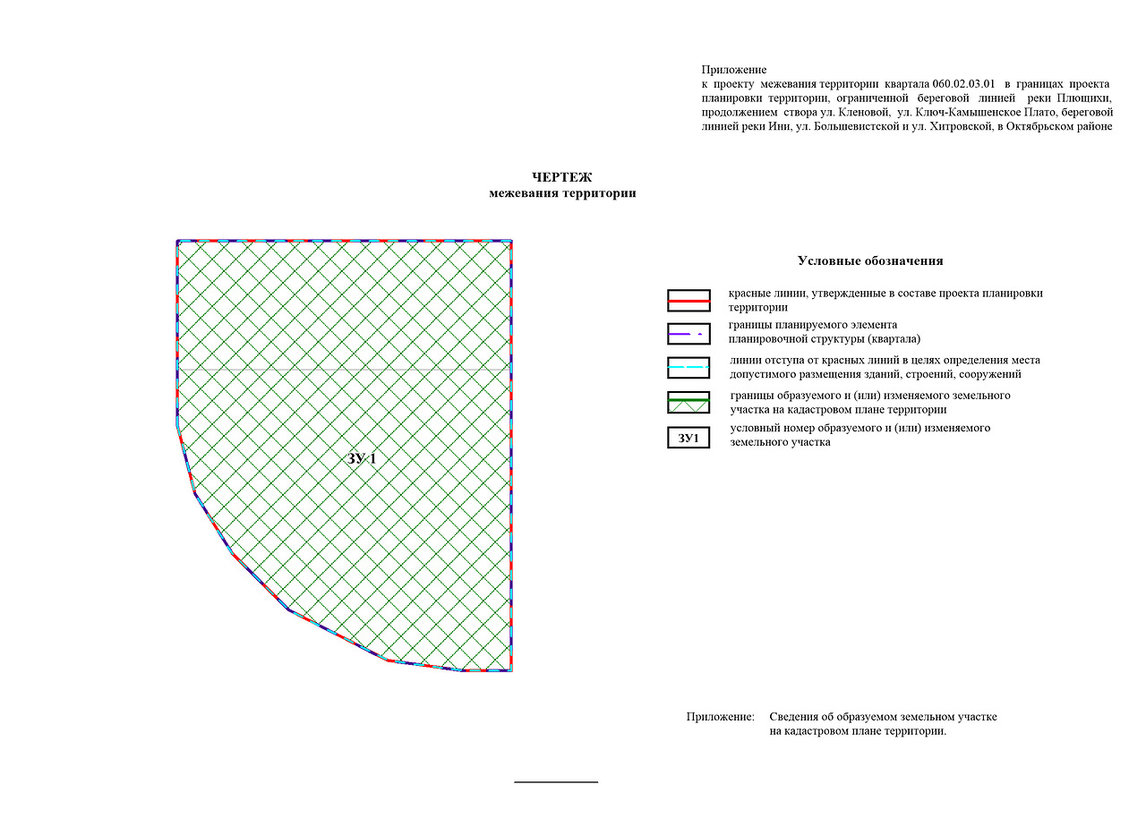 Приложение
к проекту межевания территории квартала 060.02.03.01 в границах проекта
планировки территории, ограниченной береговой линией реки Плющихи,
продолжением створа ул. Кленовой, ул. Ключ-Камышенское Плато, береговой
линией реки Ини, ул. Большевистской и ул. Хитровской, в Октябрьском районе
ЧЕРТЕЖ
межевания территории
Условные обозначения
красные линии, утвержденные в составе проекта планировки
территории
границы планируемого элемента
планировочной структуры (квартала)
линии отступа от красных линий в целях определения места
допустимого размещения зданий, строений, сооружений
границы образуемого и (или) изменяемого земельного
участка на кадастровом плане территории
ЗУ1
условный номер образуемого и (или) изменяемого
земельного участка
ЗУ 1
Приложение: Сведения об образуемом земельном участке
на кадастровом плане территории.